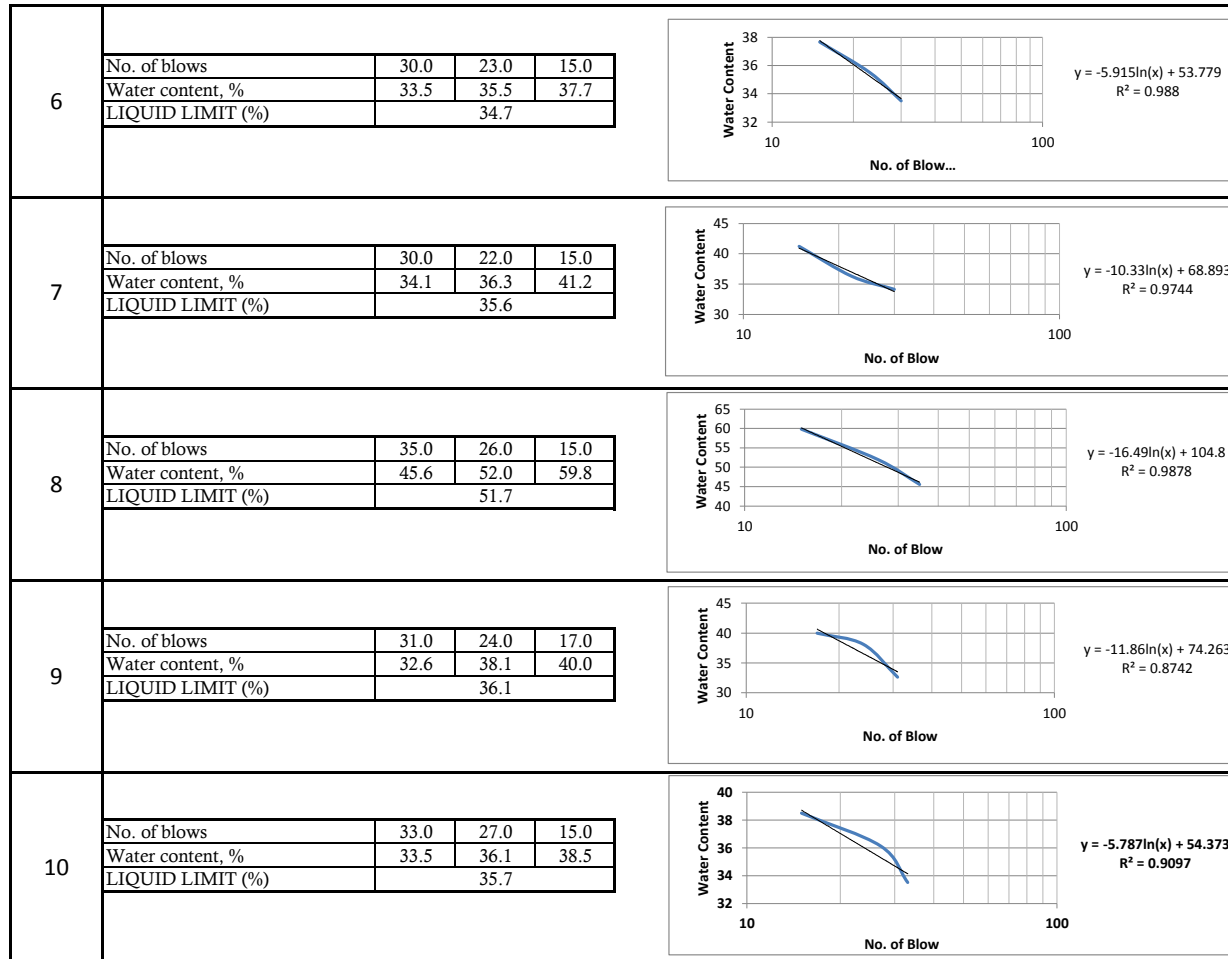 6
No. of blows 30.0 23.0 15.0
Water content, % 33.5 35.5 37.7
LIQUID LIMIT (%) 34.7
38
36
34
32
10 100
Water Content
No. of Blow...
y = -5.915ln(x) + 53.779
R² = 0.988
7
No. of blows 30.0 22.0 15.0
Water content, % 34.1 36.3 41.2
LIQUID LIMIT (%) 35.6
45
40
35
30
10 100
Water Content
No. of Blow
y = -10.33ln(x) + 68.893
R² = 0.9744
8
No. of blows 35.0 26.0 15.0
Water content, % 45.6 52.0 59.8
LIQUID LIMIT (%) 51.7
65
60
55
50
45
40
10 100
Water Content
No. of Blow
y = -16.49ln(x) + 104.8
R² = 0.9878
9
No. of blows 31.0 24.0 17.0
Water content, % 32.6 38.1 40.0
LIQUID LIMIT (%) 36.1
45
40
35
30
10 100
Water Content
No. of Blow
y = -11.86ln(x) + 74.263
R² = 0.8742
10
No. of blows 33.0 27.0 15.0
Water content, % 33.5 36.1 38.5
LIQUID LIMIT (%) 35.7
40
38
36
34
32
10 100
Water Content
No. of Blow
y = -5.787ln(x) + 54.373
R² = 0.9097